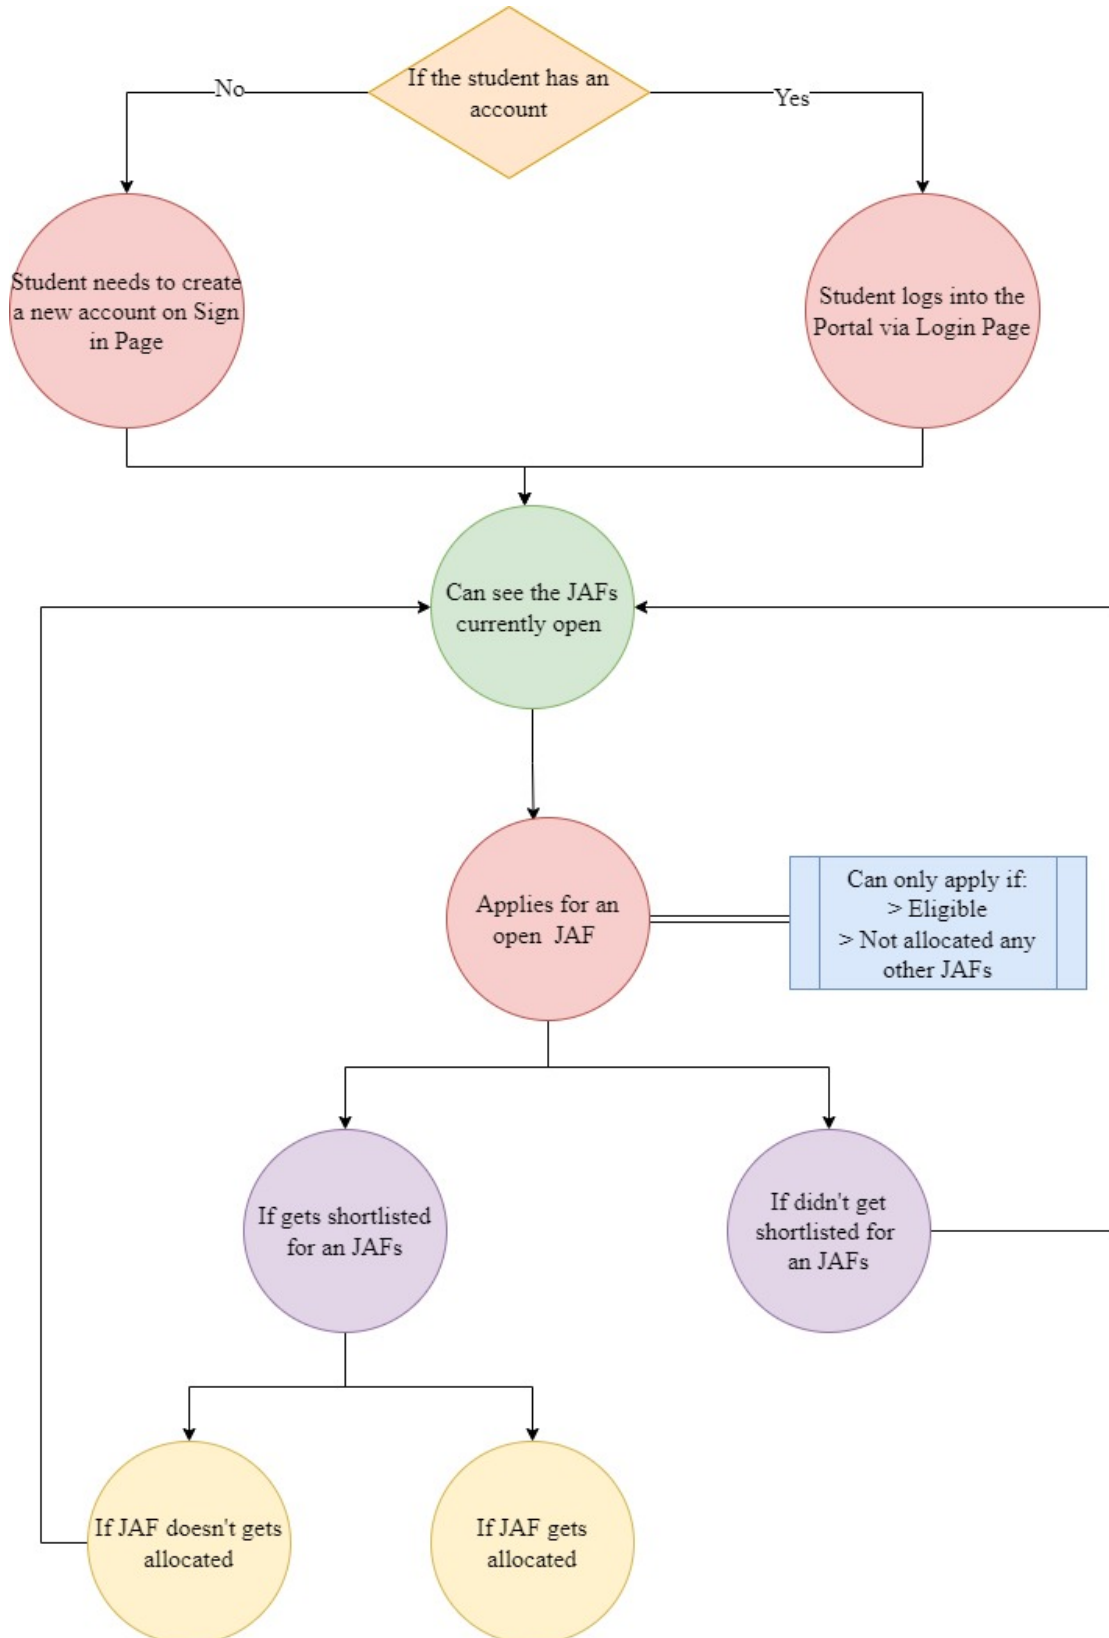 If the student has an
account
No
Yes
Student needs to create
a new account on Sign
in Page
Student logs into the
Portal via Login Page
Can see the JAFs
currently open
Applies for an
open JAF
Can only apply if:
> Eligible
> Not allocated any
other JAFs
If gets shortlisted
for an JAFs
If didn't get
shortlisted for
an JAFs
If JAF doesn't gets
allocated
If JAF gets
allocated